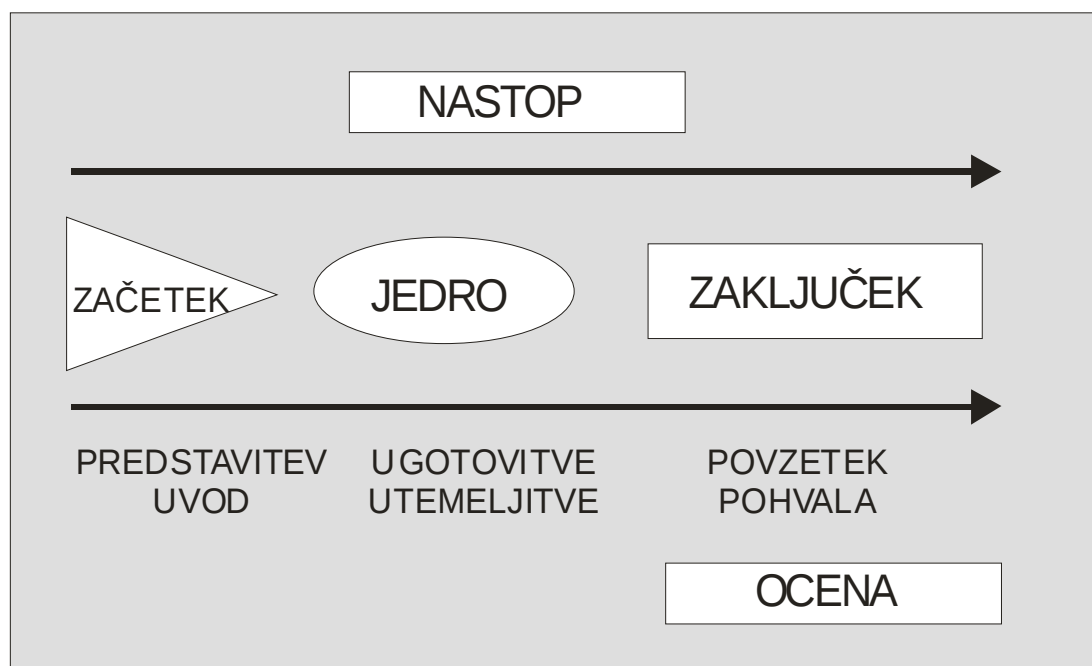 NASTOP
ZAČETEK
JEDRO
ZAKLJUČEK
PREDSTAVITEV
UVOD
UGOTOVITVE
UTEMELJITVE
POVZETEK
POHVALA
OCENA